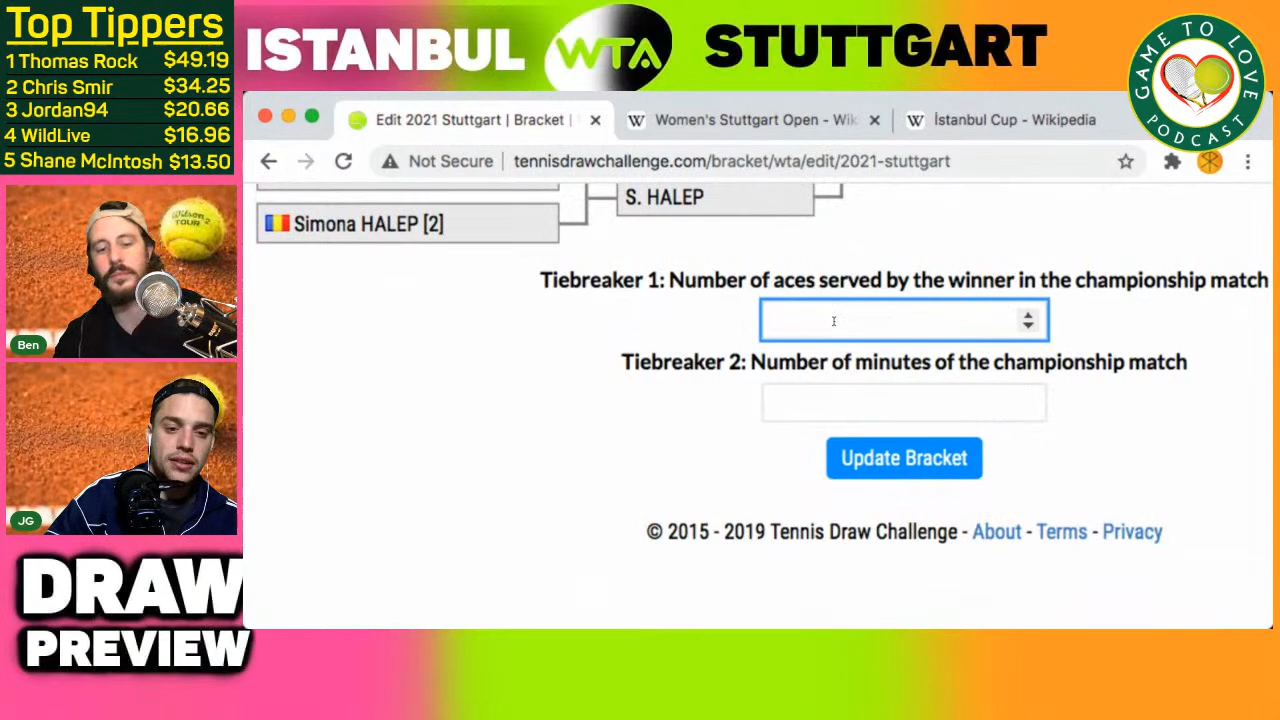 Top Tippers
1 Thomas Rock $49.19
2 Chris Smir $34.25
3 Jordan94 $20.66
4 WildLive $16.96
5 Shane McIntosh $13.50
ISTANBUL WTA STUTTGART
GAME TO LOVE PODCAST
Edit 2021 Stuttgart | Bracket |
Women's Stuttgart Open - Wik
İstanbul Cup - Wikipedia
Not Secure | tennisdrawchallenge.com/bracket/wta/edit/2021-stuttgart
S. HALEP
Simona HALEP [2]
Wilson
TOUR
Ben
JG
Tiebreaker 1: Number of aces served by the winner in the championship match
Tiebreaker 2: Number of minutes of the championship match
Update Bracket
© 2015 - 2019 Tennis Draw Challenge - About - Terms - Privacy
DRAW
PREVIEW